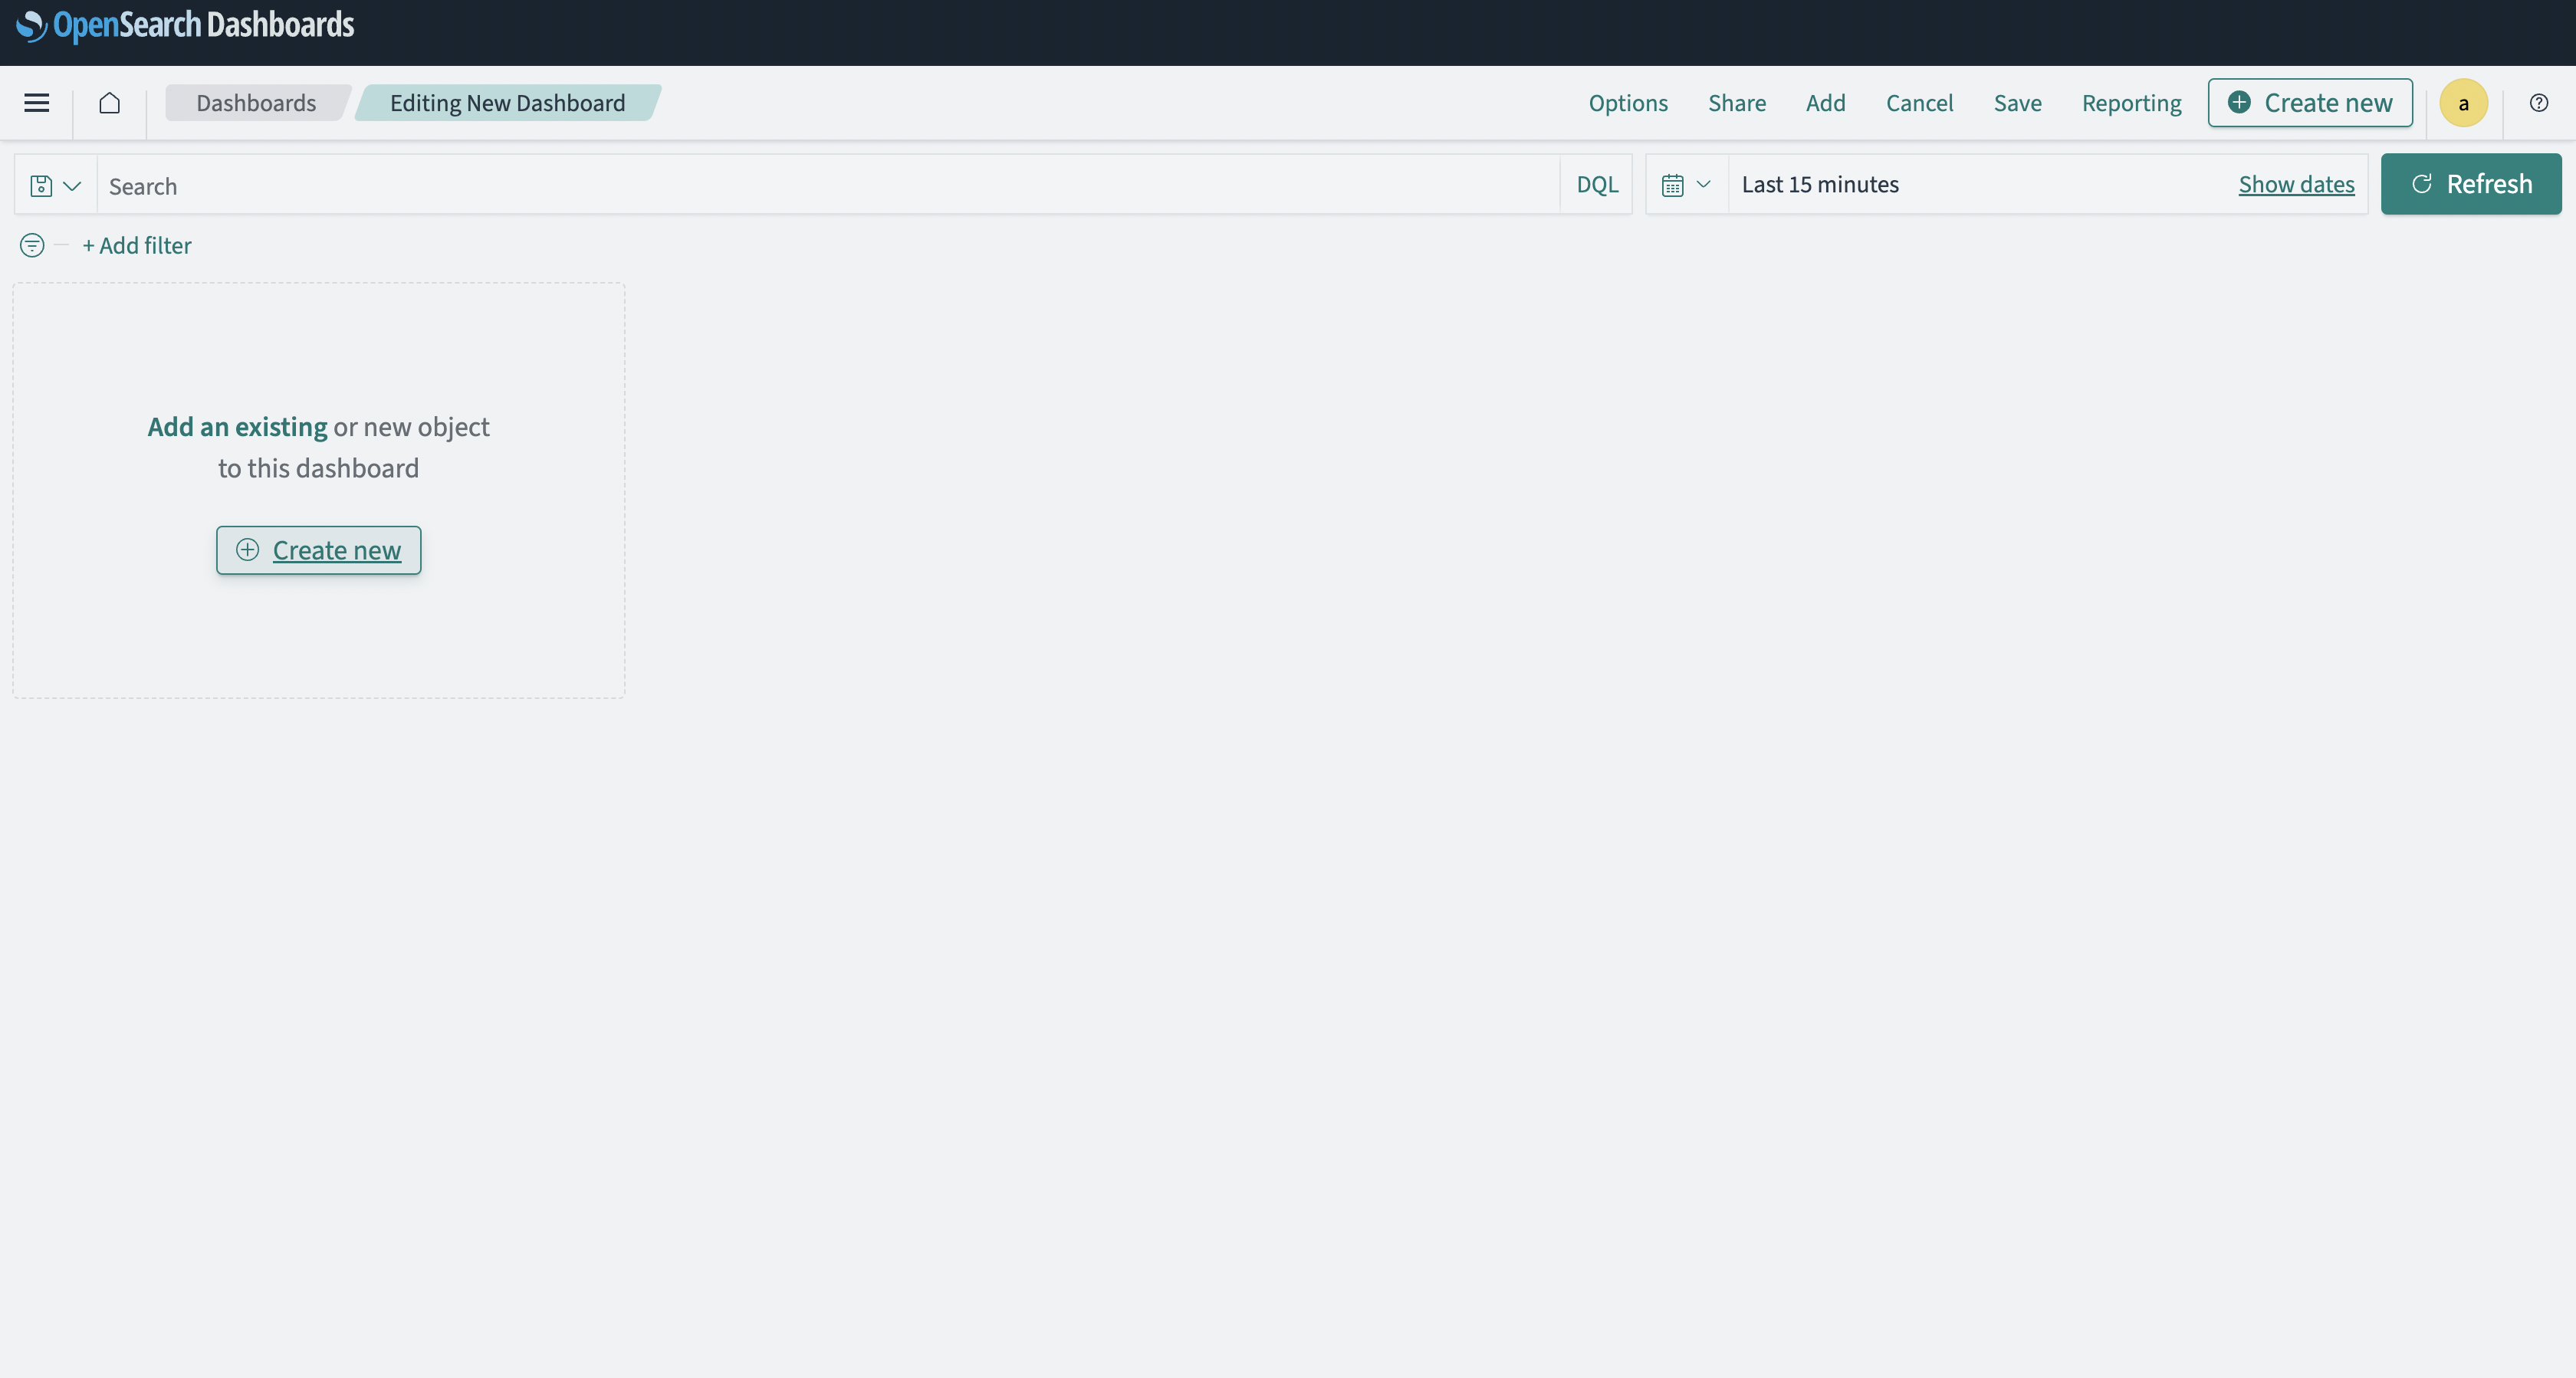 OpenSearch Dashboards
Dashboards
Editing New Dashboard
Options
Share
Add
Cancel
Save
Reporting
Create new
a
Search
DQL
Last 15 minutes
Show dates
Refresh
+ Add filter
Add an existing or new object
to this dashboard
Create new